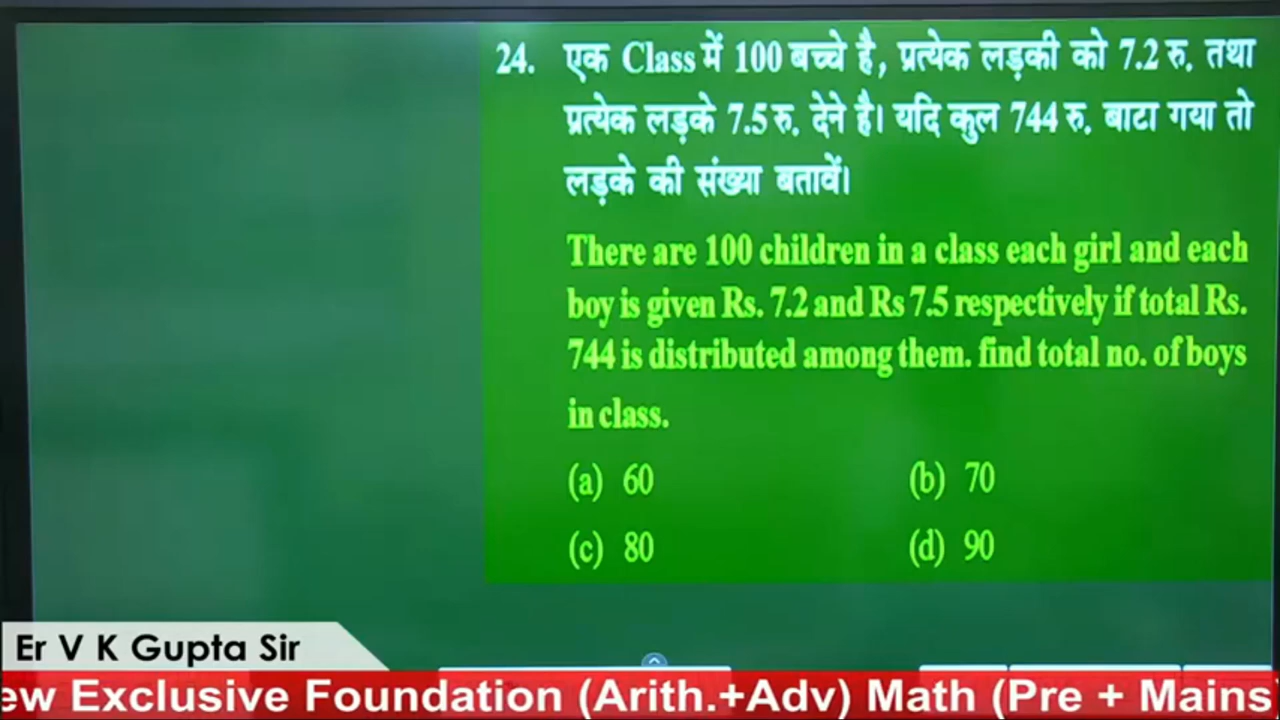 24. एक Class में 100 बच्चे है, प्रत्येक लड़की को 7.2 रु. तथा
प्रत्येक लड़के 7.5 रु. देने है। यदि कुल 744 रु. बाटा गया तो
लड़के की संख्या बतावें।
There are 100 children in a class each girl and each
boy is given Rs. 7.2 and Rs 7.5 respectively if total Rs.
744 is distributed among them. find total no. of boys
in class.
(a) 60 (b) 70
(c) 80 (d) 90
Er V K Gupta Sir
ew Exclusive Foundation (Arith.+Adv) Math (Pre + Mains